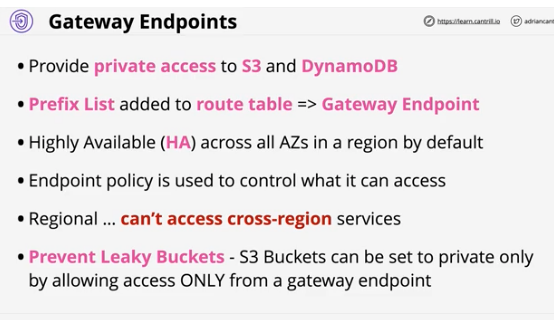 Gateway Endpoints
https://learn.cantrill.io
• Provide private access to S3 and DynamoDB
• Prefix List added to route table => Gateway Endpoint
• Highly Available (HA) across all AZs in a region by default
• Endpoint policy is used to control what it can access
• Regional ... can't access cross-region services
• Prevent Leaky Buckets - S3 Buckets can be set to private only
by allowing access ONLY from a gateway endpoint